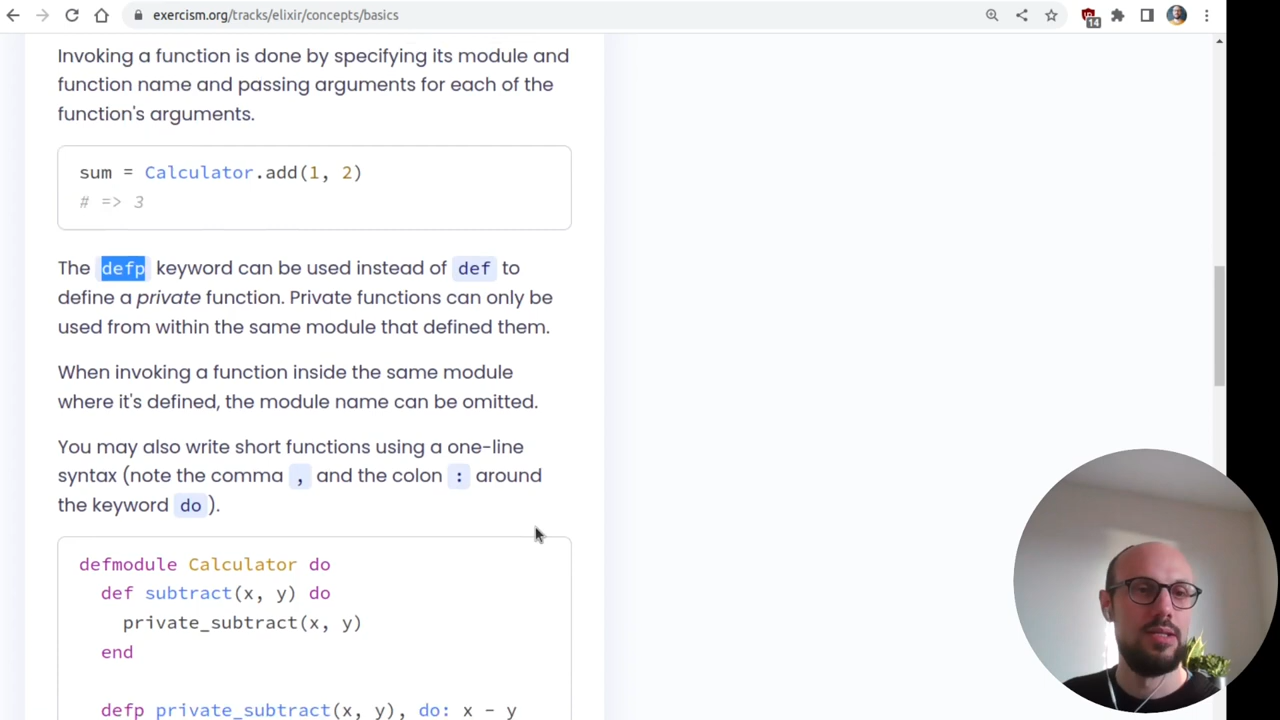 exercism.org/tracks/elixir/concepts/basics
14
Invoking a function is done by specifying its module and
function name and passing arguments for each of the
function's arguments.
sum = Calculator.add(1, 2)
# => 3
The defp keyword can be used instead of def to
define a private function. Private functions can only be
used from within the same module that defined them.
When invoking a function inside the same module
where it's defined, the module name can be omitted.
You may also write short functions using a one-line
syntax (note the comma , and the colon : around
the keyword do ).
defmodule Calculator do
def subtract(x, y) do
private_subtract(x, y)
end
defp private_subtract(x, y), do: x - y